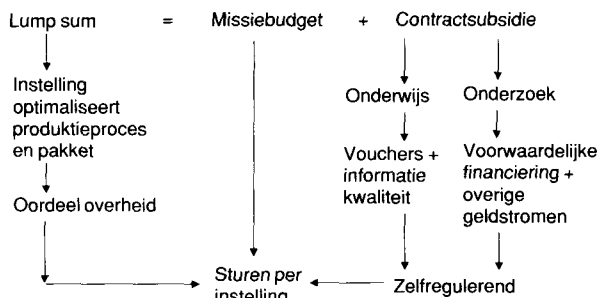 Lump sum = Missiebudget + Contractsubsidie
Instelling
optimaliseert
produktieproces
en pakket
Oordeel overheid
Onderwijs
Vouchers +
informatie
kwaliteit
Onderzoek
Voorwaardelijke
financiering +
overige
geldstromen
Sturen per
instelling
Zelfregulerend